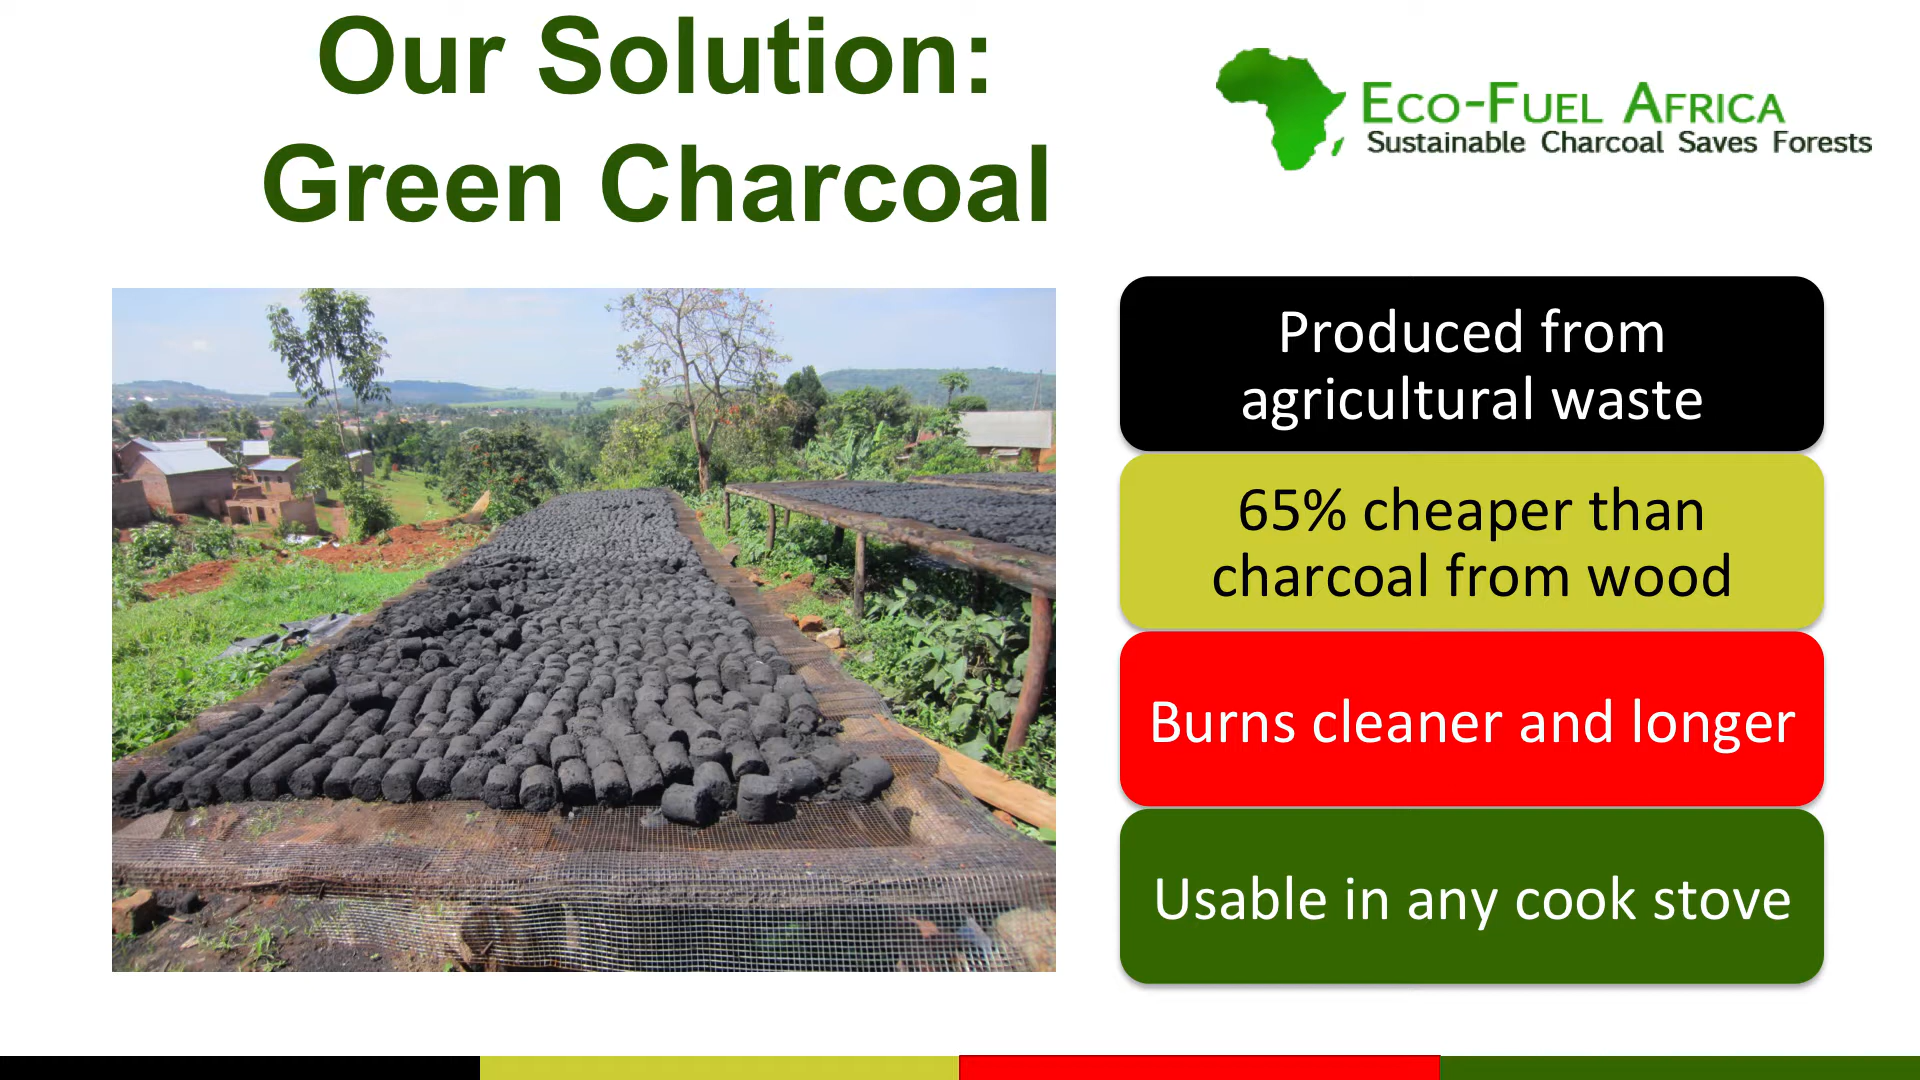 Our Solution:
Green Charcoal
ECO-FUEL AFRICA
Sustainable Charcoal Saves Forests
Produced from
agricultural waste
65% cheaper than
charcoal from wood
Burns cleaner and longer
Usable in any cook stove